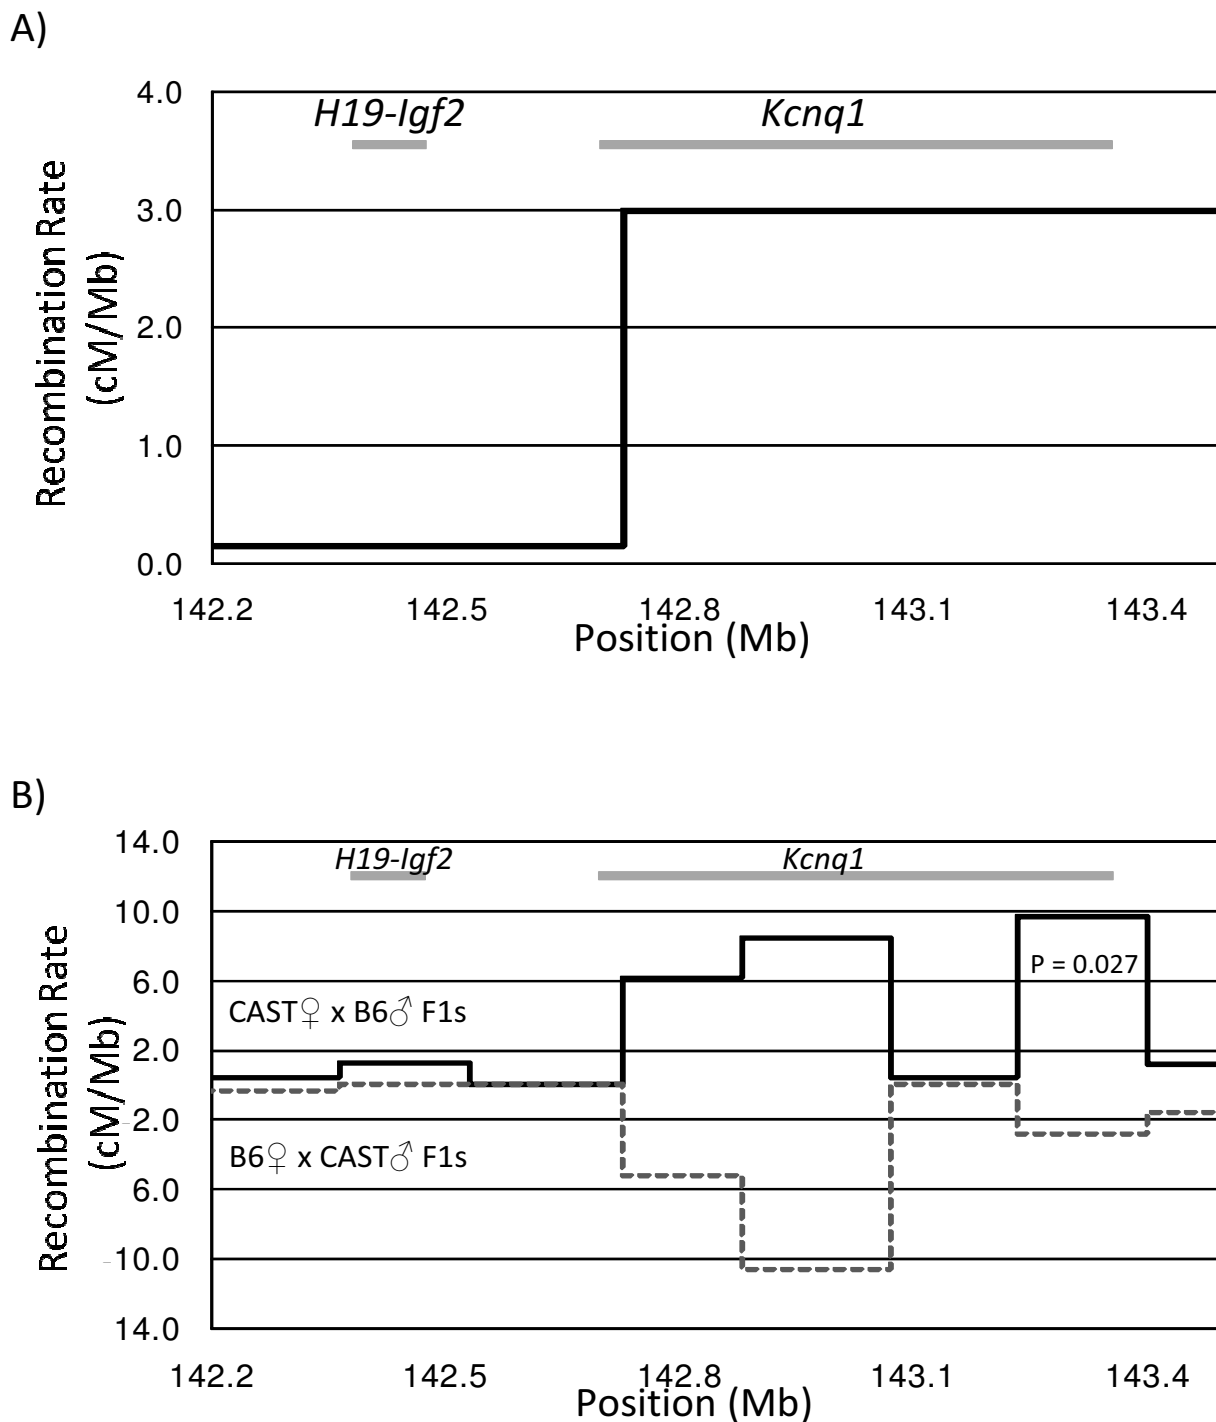 A)
Recombination Rate
(cM/Mb)
4.0
3.0
2.0
1.0
0.0
H19-Igf2
Kcnq1
142.2
142.5
142.8
143.1
143.4
Position (Mb)
B)
Recombination Rate
(cM/Mb)
14.0
10.0
6.0
2.0
-2.0
6.0
-10.0
14.0
H19-Igf2
Kcnq1
P = 0.027
CAST♀ x B6♂ F1s
B6♀ x CAST♂ F1s
142.2
142.5
142.8
143.1
143.4
Position (Mb)